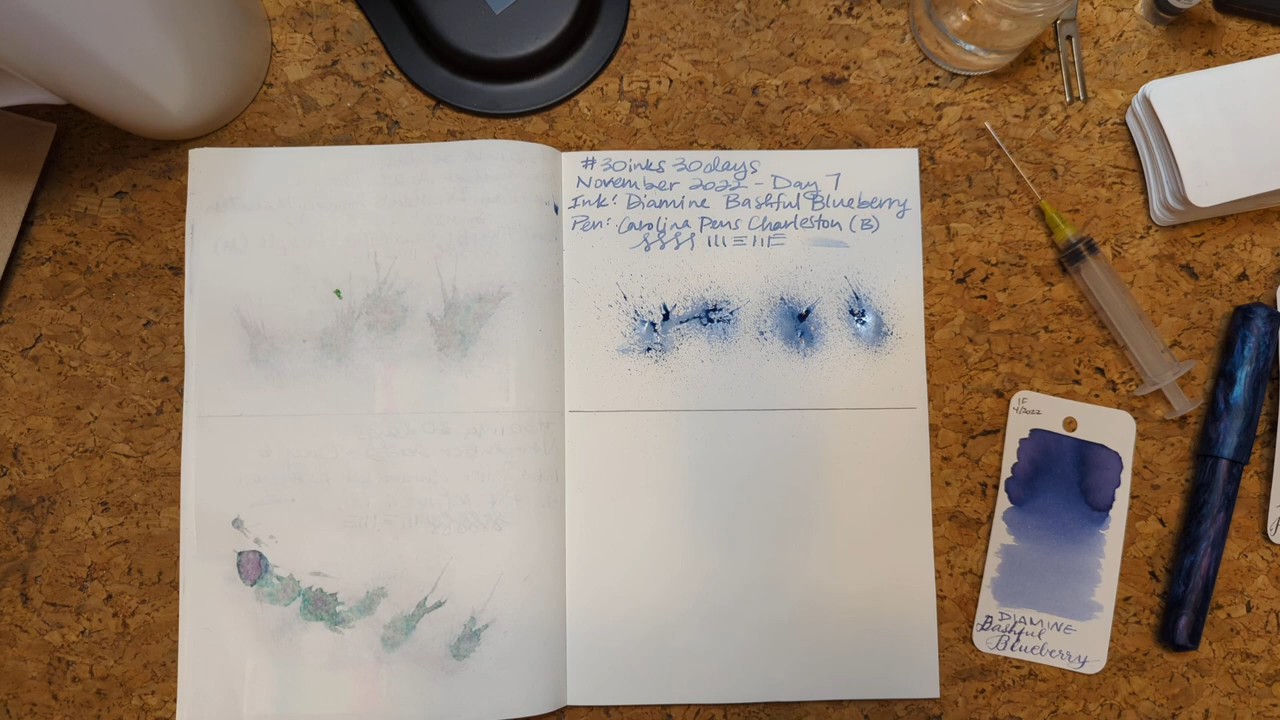 #30inks30days
November 2022 - Day 7
Ink: Diamine Bashful Blueberry
Pen: Carolina Pens Charleston (B)
IF
4/2022
DIAMINE
Bashful
Blueberry